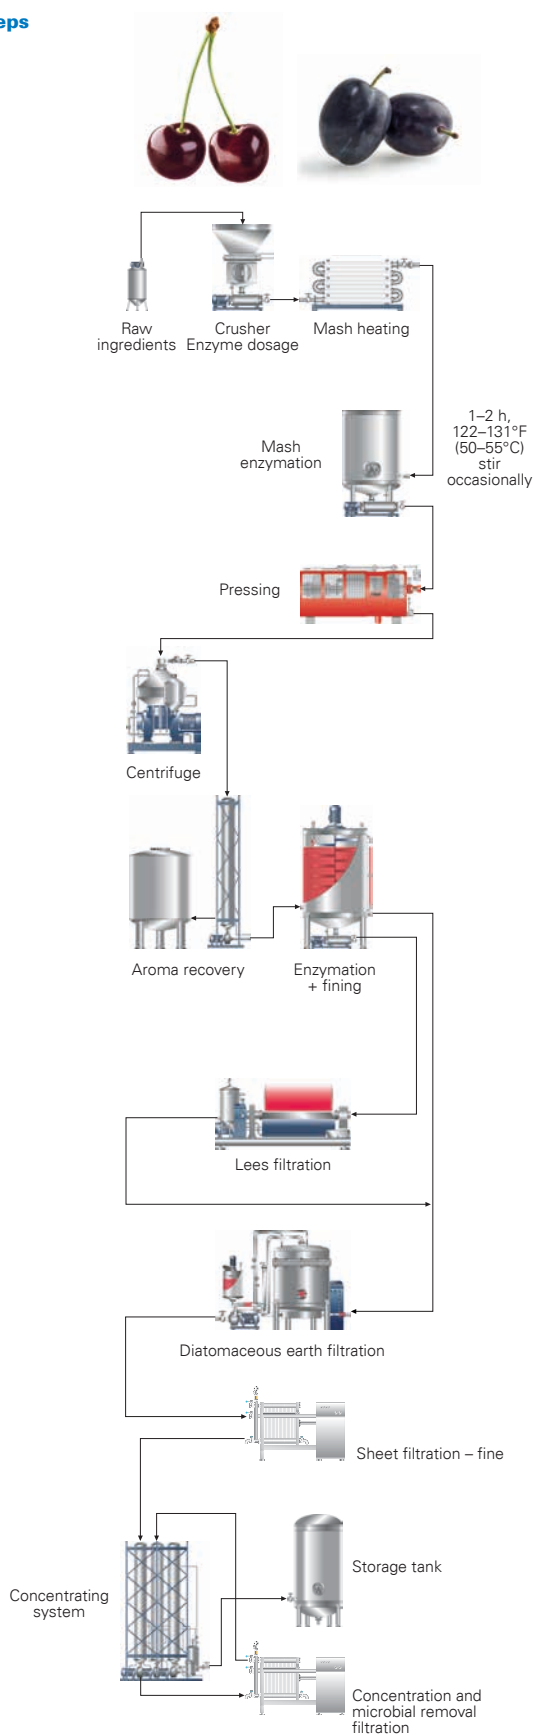 eps
Raw
ingredients
Crusher
Enzyme dosage
Mash heating
1–2 h,
122–131°F
(50–55°C)
stir
occasionally
Mash
enzymation
Pressing
Centrifuge
Aroma recovery
Enzymation
+ fining
Lees filtration
Diatomaceous earth filtration
Sheet filtration – fine
Storage tank
Concentrating
system
Concentration and
microbial removal
filtration